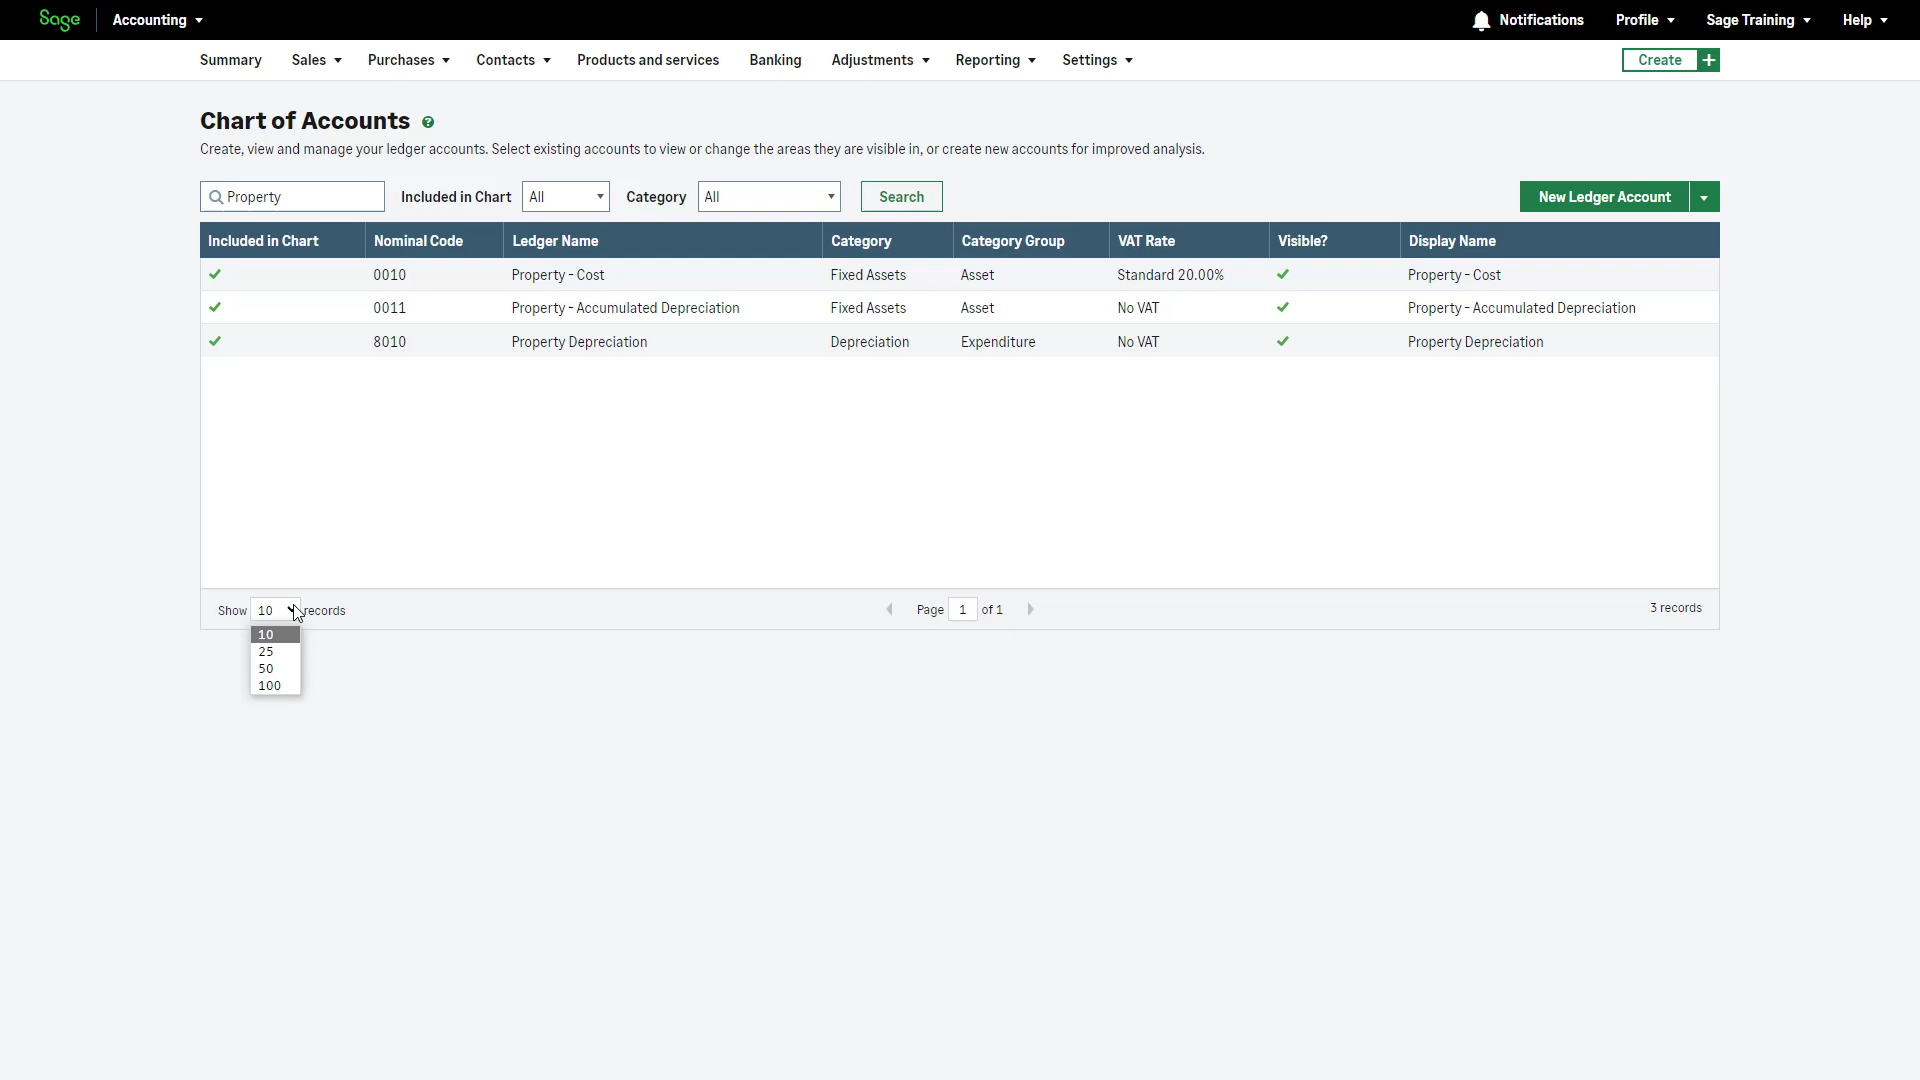 Sage Accounting Notifications Profile Sage Training Help
Summary Sales Purchases Contacts Products and services Banking Adjustments Reporting Settings Create +
Chart of Accounts ?
Create, view and manage your ledger accounts. Select existing accounts to view or change the areas they are visible in, or create new accounts for improved analysis.
Property Included in Chart All Category All Search New Ledger Account
Included in Chart Nominal Code Ledger Name Category Category Group VAT Rate Visible? Display Name
0010 Property - Cost Fixed Assets Asset Standard 20.00% Property - Cost
0011 Property - Accumulated Depreciation Fixed Assets Asset No VAT Property - Accumulated Depreciation
8010 Property Depreciation Depreciation Expenditure No VAT Property Depreciation
Show 10 records Page 1 of 1 3 records
10
25
50
100